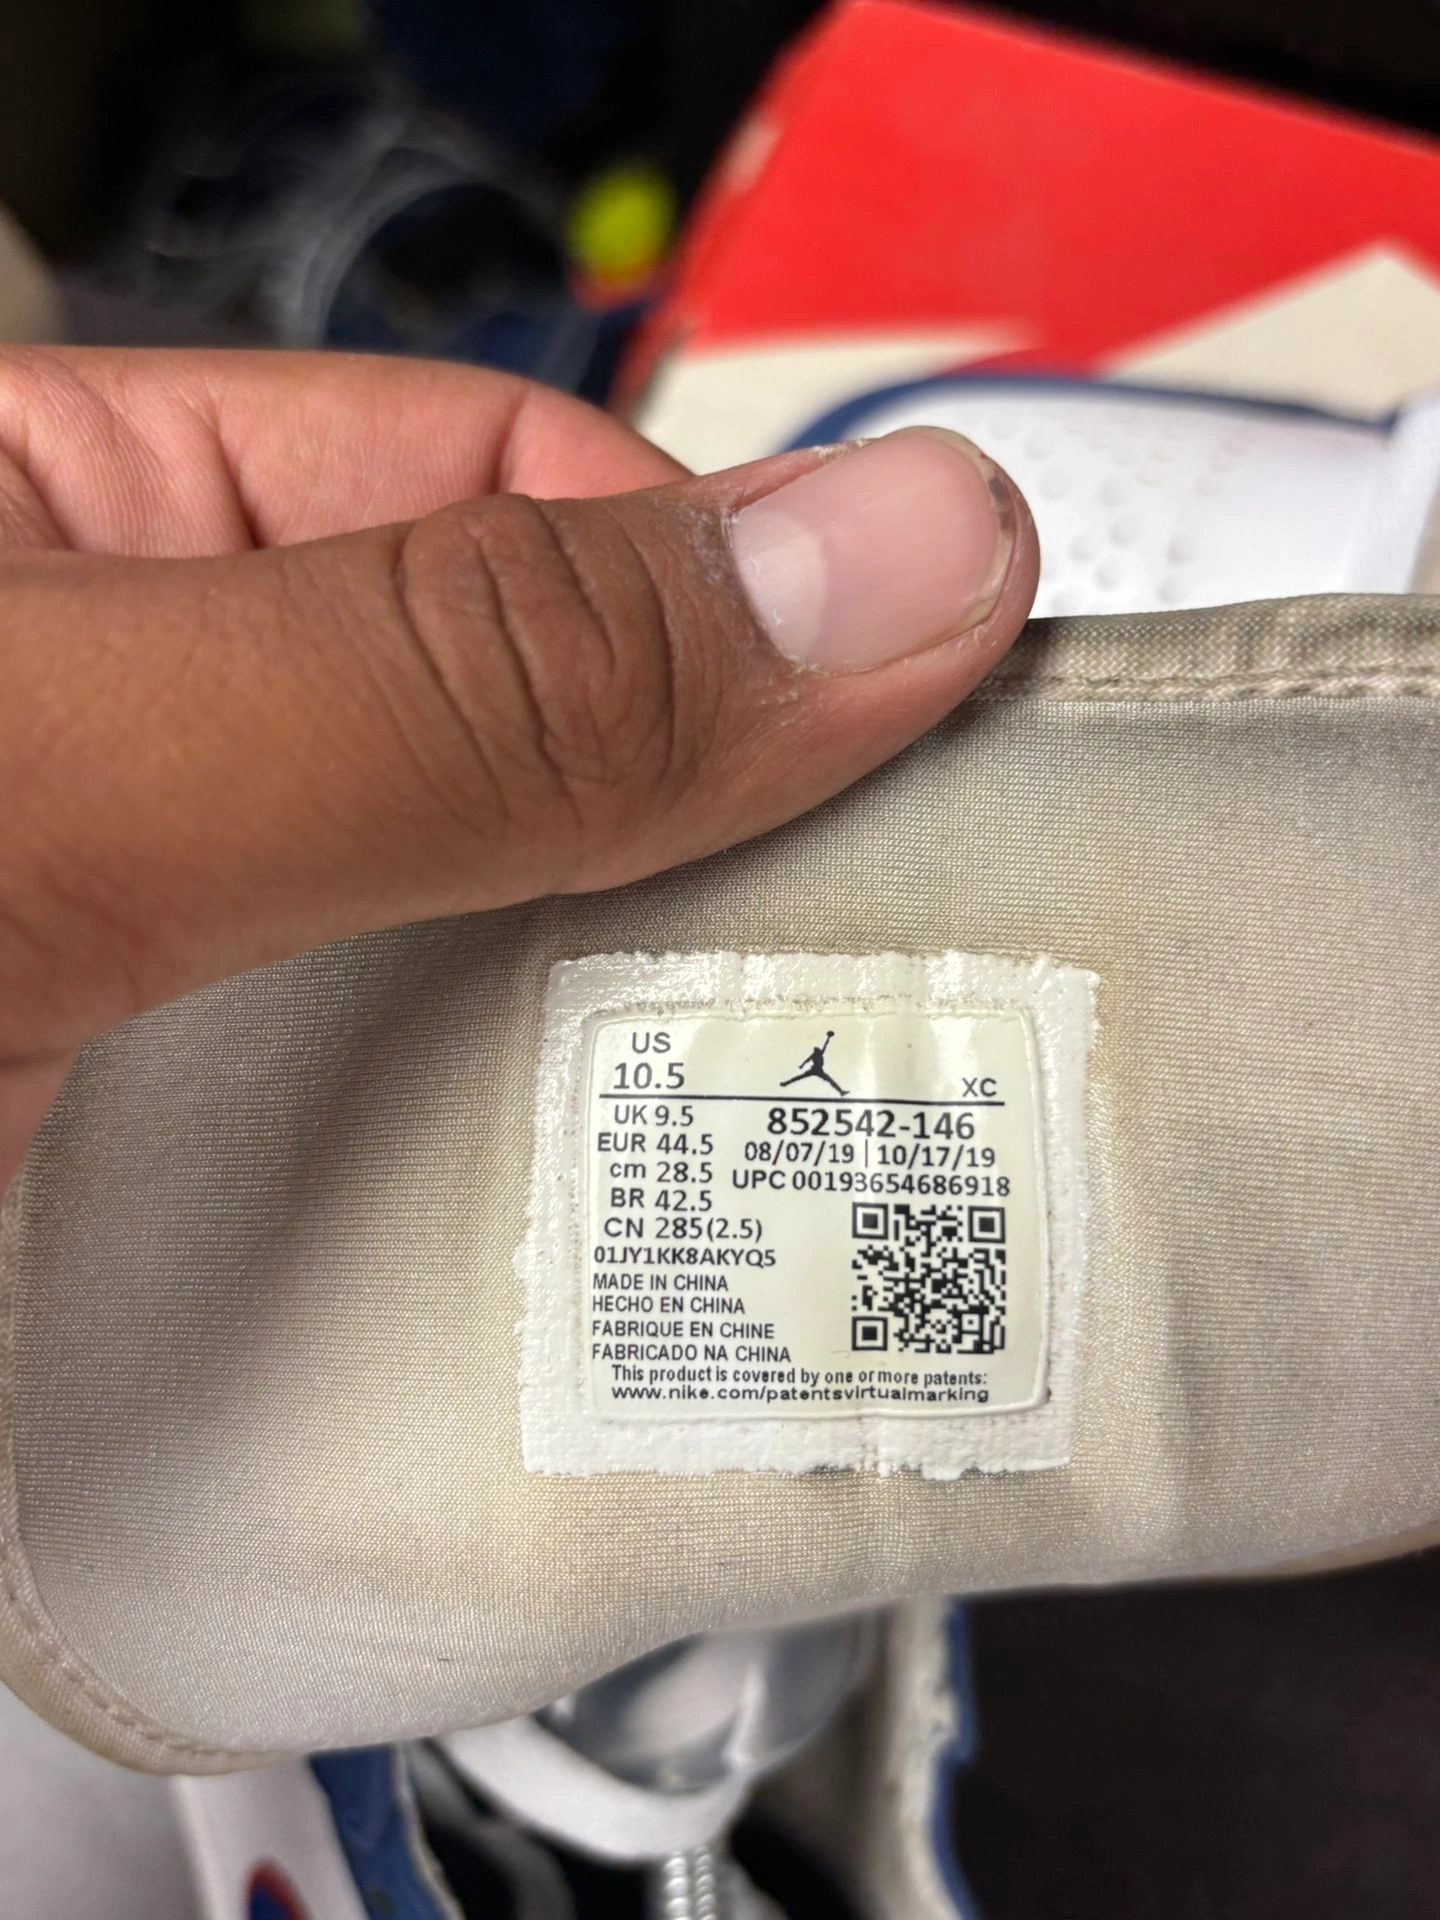 US
10.5
XC
UK 9.5
852542-146
EUR 44.5
08/07/19 | 10/17/19
cm 28.5
UPC 00193654686918
BR 42.5
CN 285(2.5)
01JY1KK8AKYQ5
MADE IN CHINA
HECHO EN CHINA
FABRIQUE EN CHINE
FABRICADO NA CHINA
This product is covered by one or more patents:
www.nike.com/patentsvirtualmarking